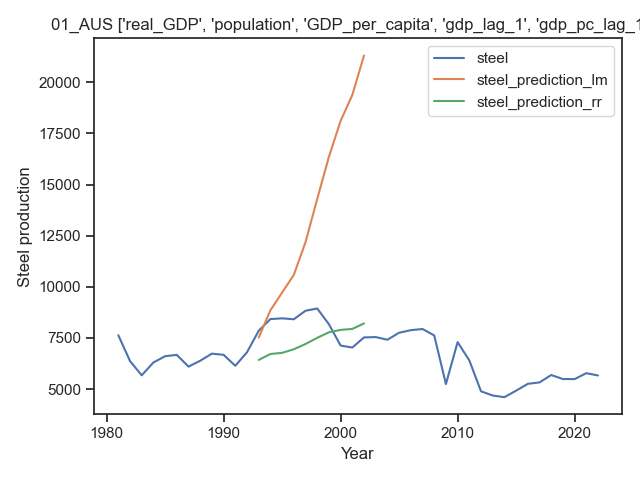 01_AUS ['real_GDP', 'population', 'GDP_per_capita', 'gdp_lag_1', 'gdp_pc_lag_1
steel
steel_prediction_lm
steel_prediction_rr
20000
17500
15000
12500
10000
7500
5000
Steel production
1980
1990
2000
2010
2020
Year